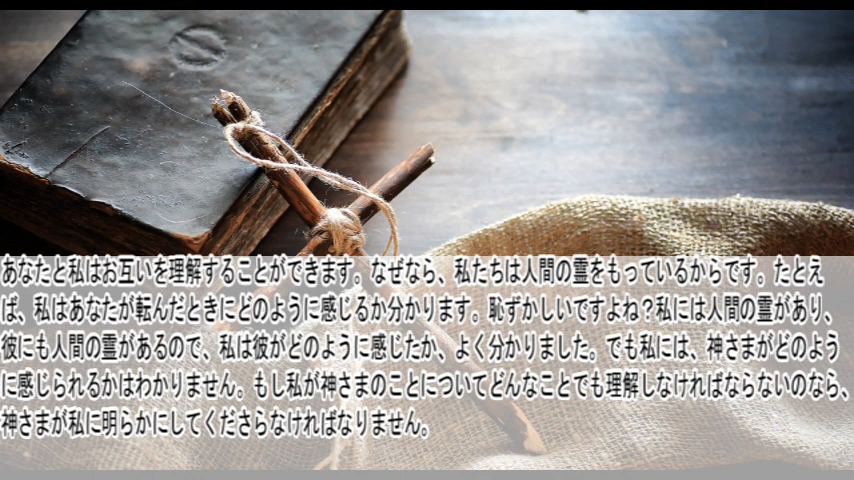 あなたと私はお互いを理解することができます。なぜなら、私たちは人間の霊をもっているからです。たとえ
ば、私はあなたが転んだときにどのように感じるか分かります。恥ずかしいですよね？私には人間の霊があり、
彼にも人間の霊があるので、私は彼がどのように感じたか、よく分かりました。でも私には、神さまがどのよう
に感じられるかはわかりません。もし私が神さまのことについてどんなことでも理解しなければならないのなら、
神さまが私に明らかにしてくださらなければなりません。